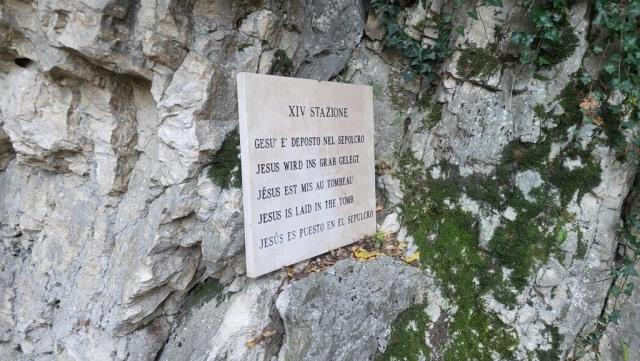 XIV STAZIONE
GESU' E' DEPOSTO NEL SEPOLCRO
JESUS WIRD INS GRAB GELEGT
JÈSUS EST MIS AU TOMBEAU
JESUS IS LAID IN THE TOMB
JESÚS ES PUESTO EN EL SEPULCRO